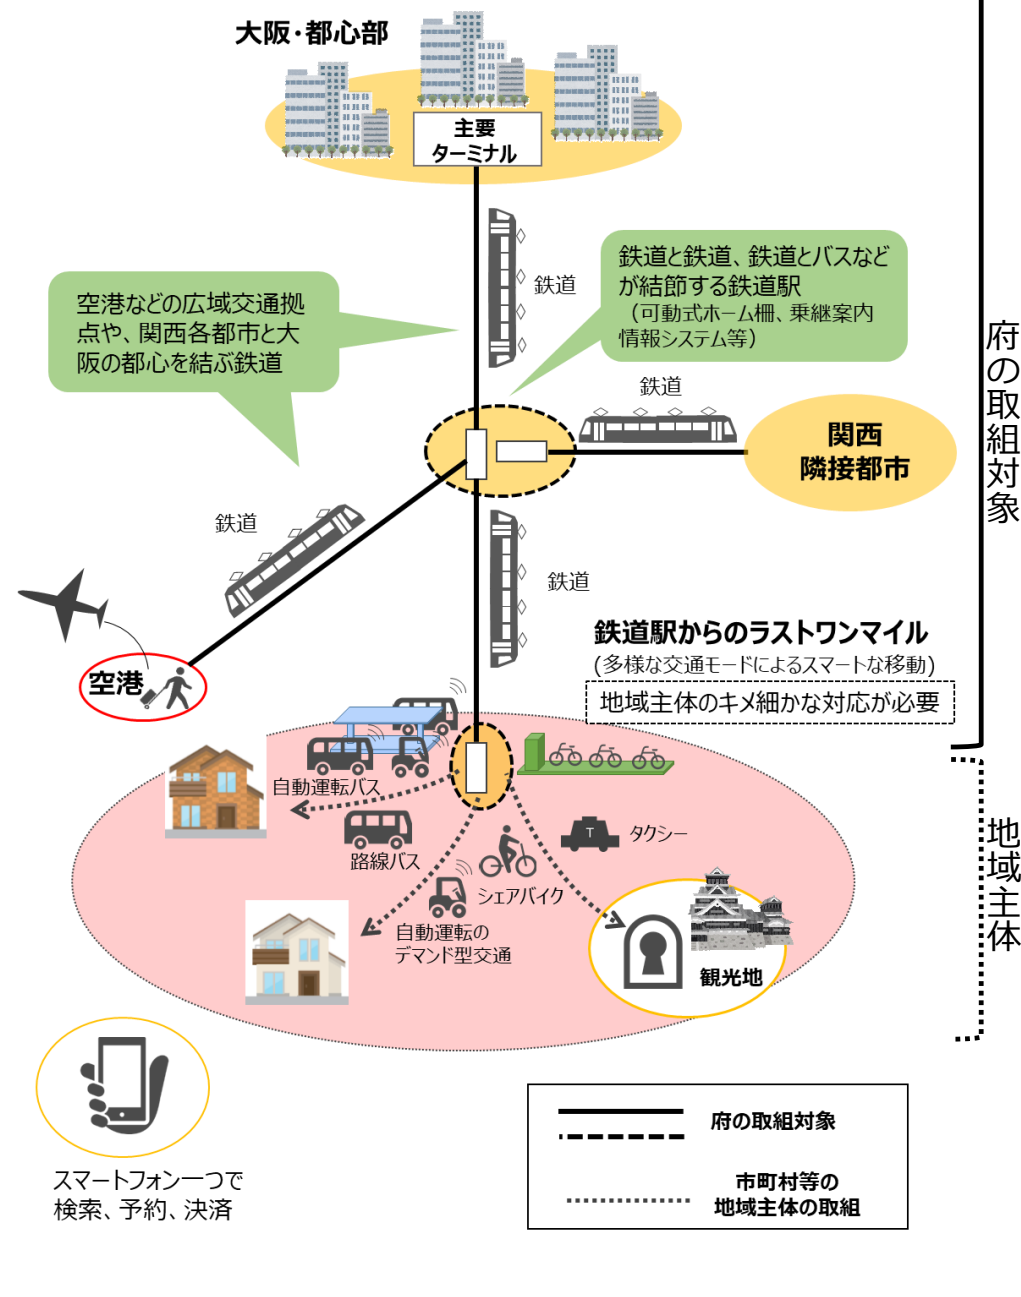 大阪・都心部
主要
ターミナル
鉄道
鉄道と鉄道、鉄道とバスなど
が結節する鉄道駅
（可動式ホーム柵、乗継案内
情報システム等）
空港などの広域交通拠
点や、関西各都市と大
阪の都心を結ぶ鉄道
鉄道
関西
隣接都市
鉄道
鉄道
空港
府の取組対象
鉄道駅からのラストワンマイル
(多様な交通モードによるスマートな移動)
地域主体のキメ細かな対応が必要
自動運転バス
路線バス
T
タクシー
シェアバイク
自動運転の
デマンド型交通
観光地
地域主体
スマートフォン一つで
検索、予約、決済
府の取組対象
市町村等の
地域主体の取組